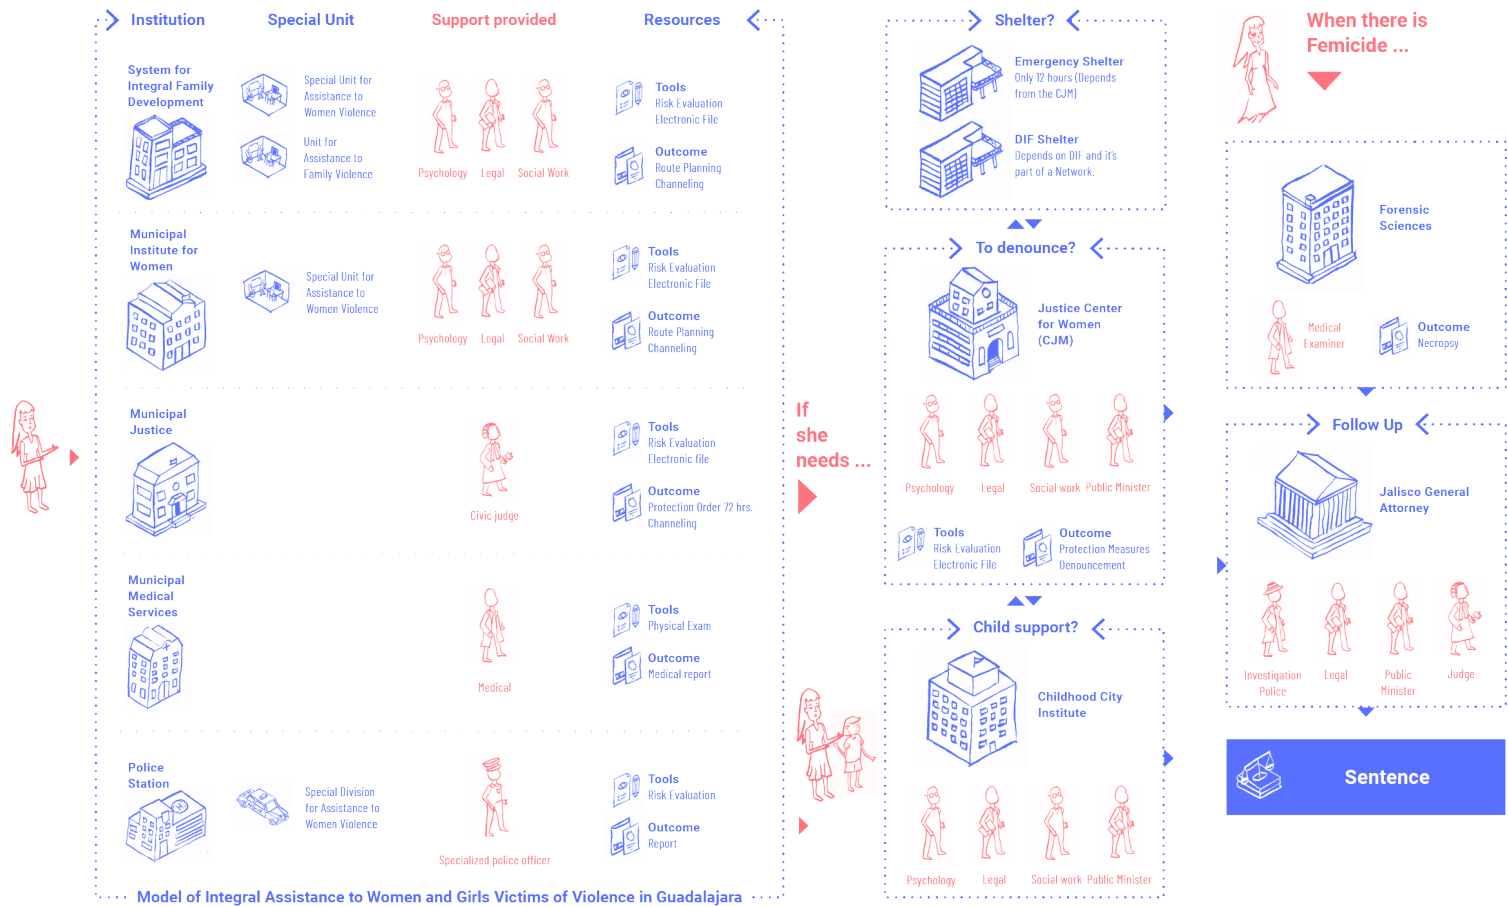 Institution
Special Unit
Support provided
Resources
System for
Integral Family
Development
Special Unit for
Assistance to
Women Violence
Unit for
Assistance to
Family Violence
Psychology
Legal
Social Work
Tools
Risk Evaluation
Electronic File
Outcome
Route Planning
Channeling
Municipal
Institute for
Women
Special Unit for
Assistance to
Women Violence
Psychology
Legal
Social Work
Tools
Risk Evaluation
Electronic File
Outcome
Route Planning
Channeling
Municipal
Justice
Civic judge
Tools
Risk Evaluation
Electronic file
Outcome
Protection Order 72 hrs.
Channeling
Municipal
Medical
Services
Medical
Tools
Physical Exam
Outcome
Medical report
Police
Station
Special Division
for Assistance to
Women Violence
Specialized police officer
Tools
Risk Evaluation
Outcome
Report
Model of Integral Assistance to Women and Girls Victims of Violence in Guadalajara
If
she
needs ...
Shelter?
Emergency Shelter
Only 12 hours (Depends
from the CJM)
DIF Shelter
Depends on DIF and it's
part of a Network.
To denounce?
Justice Center
for Women
(CJM)
Psychology
Legal
Social work
Public Minister
Tools
Risk Evaluation
Electronic File
Outcome
Protection Measures
Denouncement
Child support?
Childhood City
Institute
Psychology
Legal
Social work
Public Minister
When there is
Femicide ...
Forensic
Sciences
Medical
Examiner
Outcome
Necropsy
Follow Up
Jalisco General
Attorney
Investigation
Police
Legal
Public
Minister
Judge
Sentence